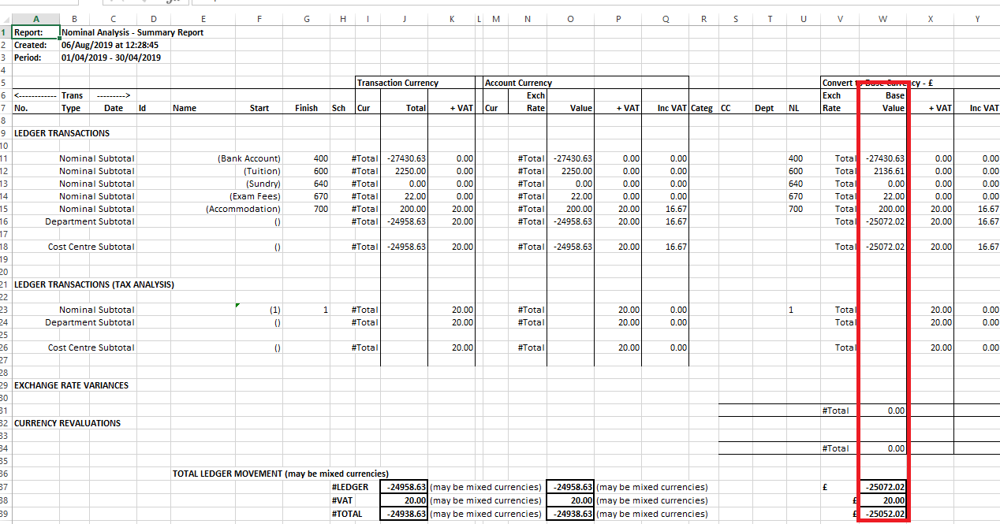 A B C D E F G H I J K L M N O P Q R S T U V W X Y
1 Report: Nominal Analysis - Summary Report
2 Created: 06/Aug/2019 at 12:28:45
3 Period: 01/04/2019 - 30/04/2019
4
5 Transaction Currency Account Currency Convert to Base Currency - £
6 <------------ Trans ---------> Exch Exch Base
7 No. Type Date Id Name Start Finish Sch Cur Total + VAT Cur Rate Value + VAT Inc VAT Categ CC Dept NL Rate Value + VAT Inc VAT
8
9 LEDGER TRANSACTIONS
10
11 Nominal Subtotal (Bank Account) 400 #Total -27430.63 0.00 #Total -27430.63 0.00 0.00 400 Total -27430.63 0.00 0.00
12 Nominal Subtotal (Tuition) 600 #Total 2250.00 0.00 #Total 2250.00 0.00 0.00 600 Total 2136.61 0.00 0.00
13 Nominal Subtotal (Sundry) 640 #Total 0.00 0.00 #Total 0.00 0.00 0.00 640 Total 0.00 0.00 0.00
14 Nominal Subtotal (Exam Fees) 670 #Total 22.00 0.00 #Total 22.00 0.00 0.00 670 Total 22.00 0.00 0.00
15 Nominal Subtotal (Accommodation) 700 #Total 200.00 20.00 #Total 200.00 20.00 16.67 700 Total 200.00 20.00 16.67
16 Department Subtotal () #Total -24958.63 20.00 #Total -24958.63 20.00 16.67 Total -25072.02 20.00 16.67
17
18 Cost Centre Subtotal () #Total -24958.63 20.00 #Total -24958.63 20.00 16.67 Total -25072.02 20.00 16.67
19
20
21 LEDGER TRANSACTIONS (TAX ANALYSIS)
22
23 Nominal Subtotal (1) 1 #Total 20.00 #Total 20.00 0.00 1 Total 20.00 0.00
24 Department Subtotal () #Total 20.00 #Total 20.00 0.00 Total 20.00 0.00
25
26 Cost Centre Subtotal () #Total 20.00 #Total 20.00 0.00 Total 20.00 0.00
27
28
29 EXCHANGE RATE VARIANCES
30
31 #Total 0.00
32 CURRENCY REVALUATIONS
33
34 #Total 0.00
35
36 TOTAL LEDGER MOVEMENT (may be mixed currencies)
37 #LEDGER -24958.63 (may be mixed currencies) -24958.63 (may be mixed currencies) £ -25072.02
38 #VAT 20.00 (may be mixed currencies) 20.00 (may be mixed currencies) £ 20.00
39 #TOTAL -24938.63 (may be mixed currencies) -24938.63 (may be mixed currencies) £ -25052.02